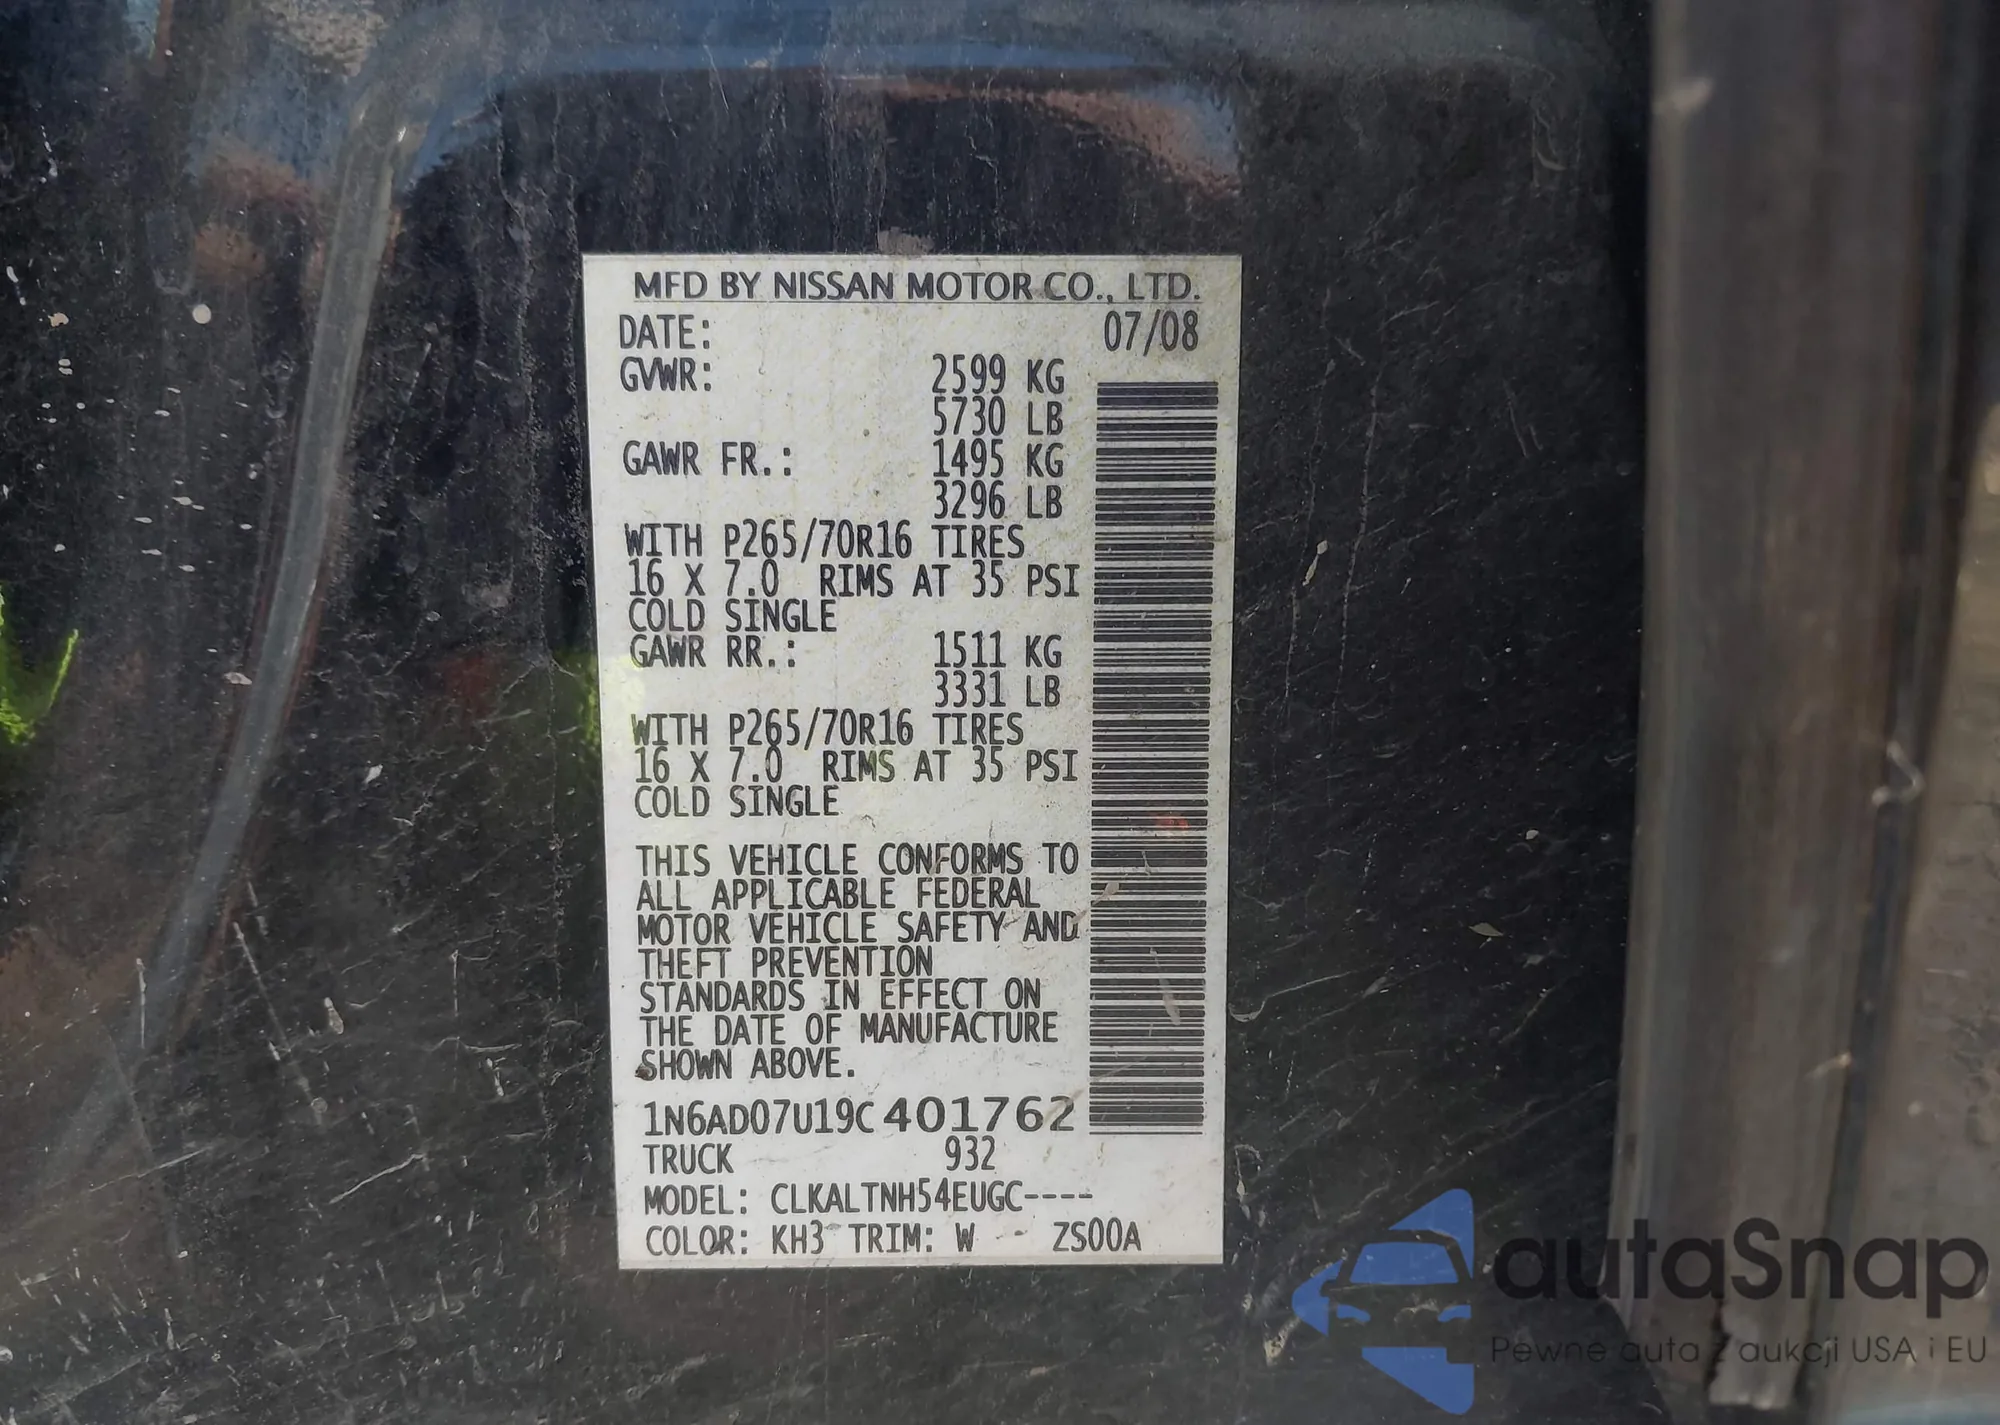 MFD BY NISSAN MOTOR CO., LTD.
DATE: 07/08
GVWR: 2599 KG
5730 LB
GAWR FR.: 1495 KG
3296 LB
WITH P265/70R16 TIRES
16 X 7.0 RIMS AT 35 PSI
COLD SINGLE
GAWR RR.: 1511 KG
3331 LB
WITH P265/70R16 TIRES
16 X 7.0 RIMS AT 35 PSI
COLD SINGLE
THIS VEHICLE CONFORMS TO
ALL APPLICABLE FEDERAL
MOTOR VEHICLE SAFETY AND
THEFT PREVENTION
STANDARDS IN EFFECT ON
THE DATE OF MANUFACTURE
SHOWN ABOVE.
1N6AD07U19C401762
TRUCK 932
MODEL: CLKALTNH54EUGC----
COLOR: KH3 TRIM: W - ZS00A
autaSnap
Pewne auta z aukcji USA i EU